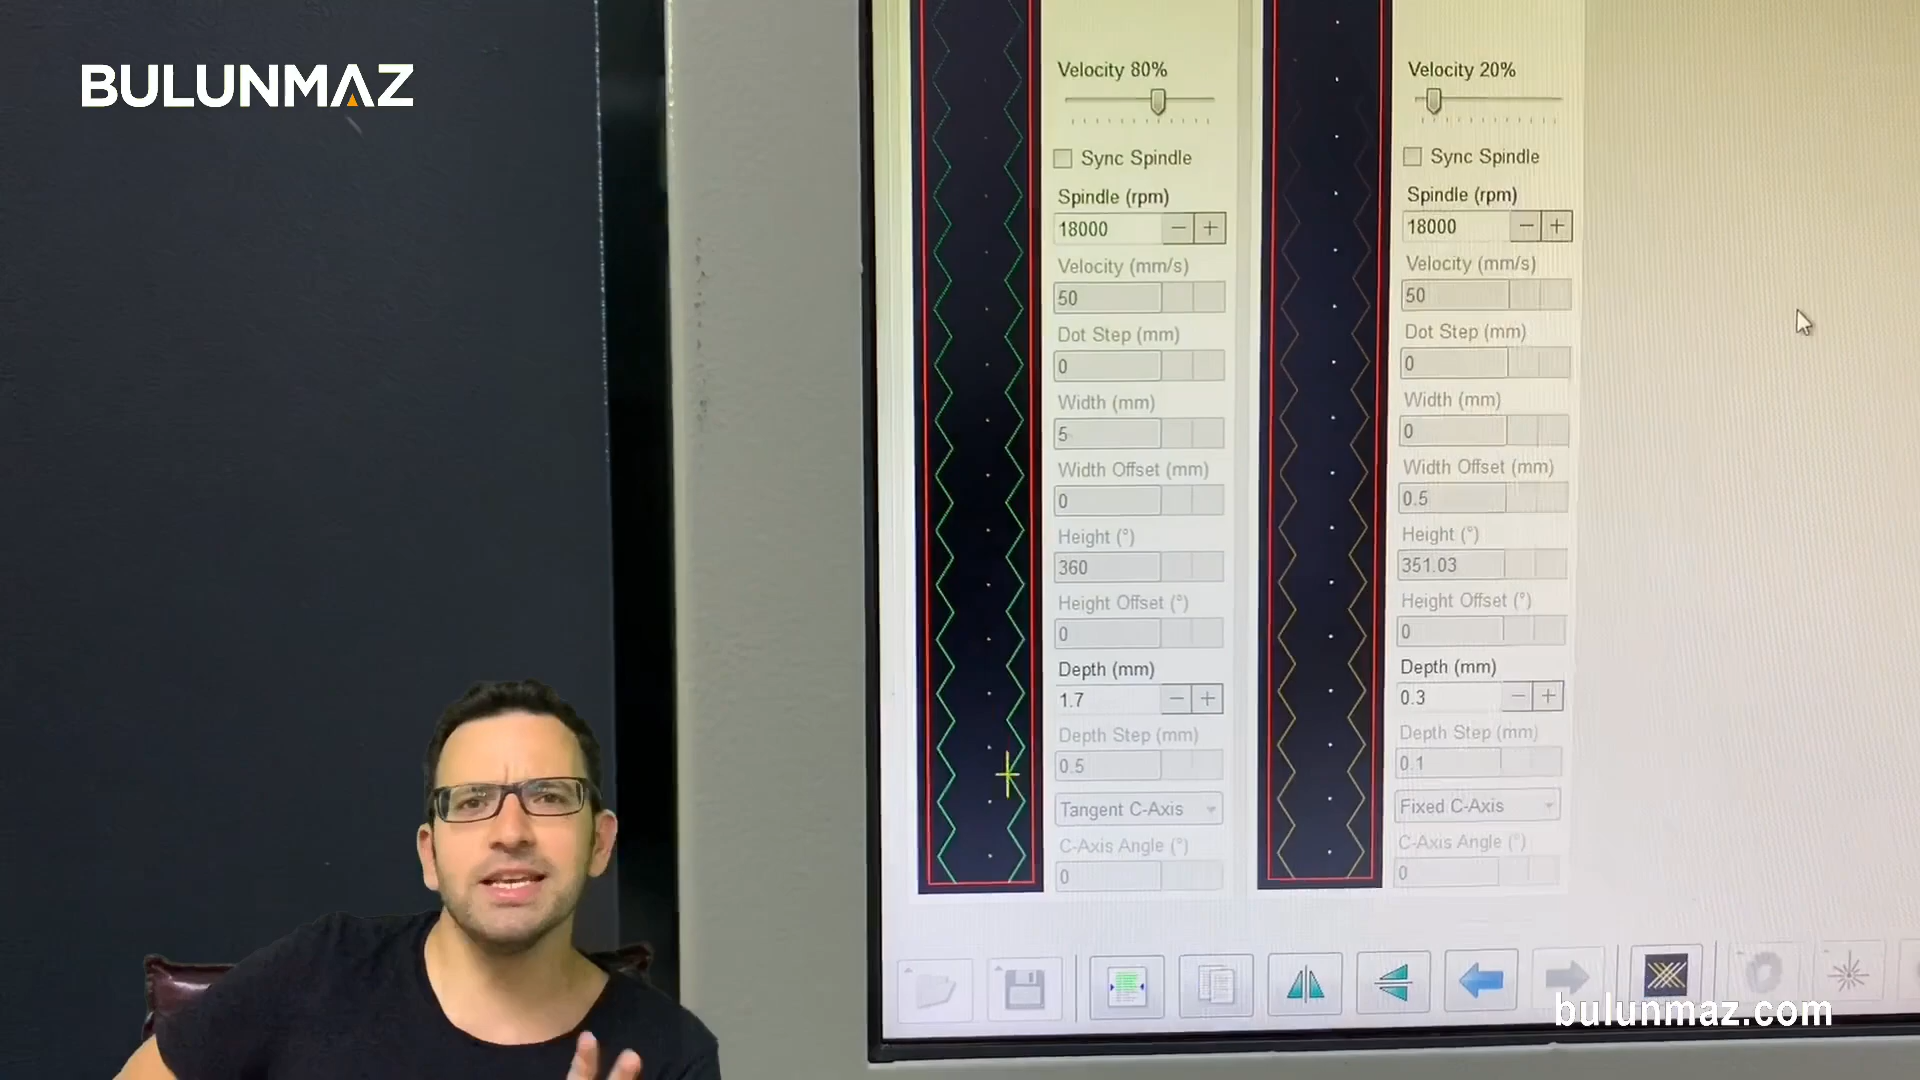 BULUNMAZ
Velocity 80%
Sync Spindle
Spindle (rpm)
18000
Velocity (mm/s)
50
Dot Step (mm)
0
Width (mm)
5
Width Offset (mm)
0
Height (°)
360
Height Offset (°)
0
Depth (mm)
1.7
Depth Step (mm)
0.5
Tangent C-Axis
C-Axis Angle (°)
0
Velocity 20%
Sync Spindle
Spindle (rpm)
18000
Velocity (mm/s)
50
Dot Step (mm)
0
Width (mm)
0
Width Offset (mm)
0.5
Height (°)
351.03
Height Offset (°)
0
Depth (mm)
0.3
Depth Step (mm)
0.1
Fixed C-Axis
C-Axis Angle (°)
0
bulunmaz.com